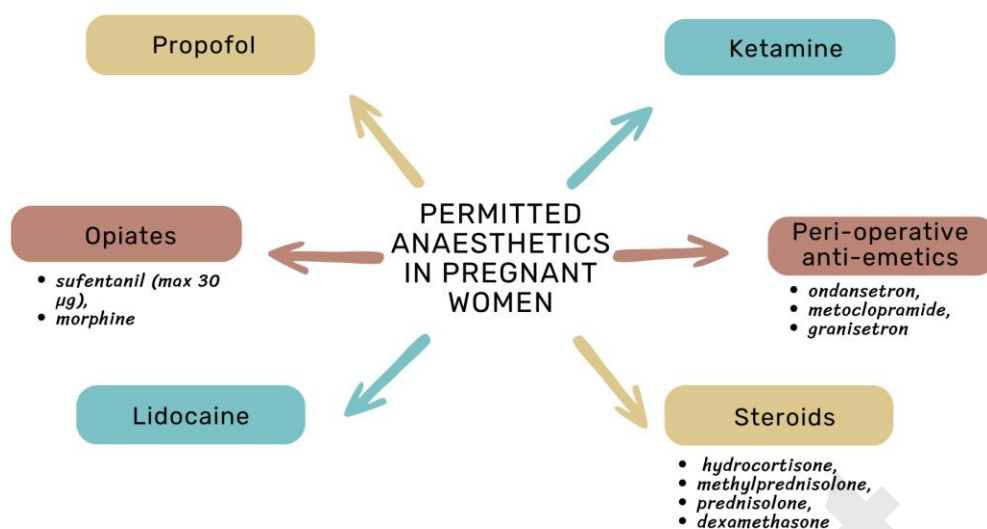 Propofol
Ketamine
PERMITTED
ANAESTHETICS
IN PREGNANT
WOMEN
Opiates
• sufentanil (max 30
µg),
• morphine
Peri-operative
anti-emetics
• ondansetron,
• metoclopramide,
• granisetron
Lidocaine
Steroids
• hydrocortisone,
• methylprednisolone,
• prednisolone,
• dexamethasone